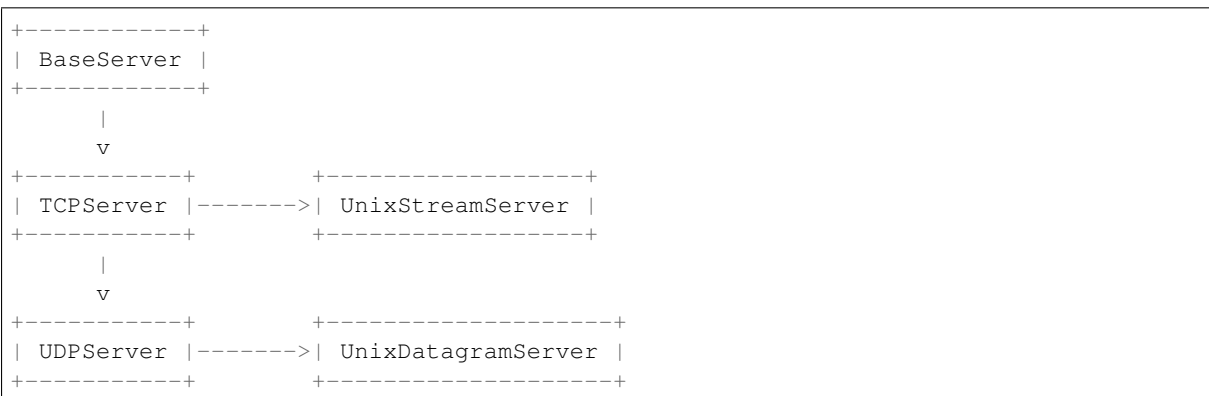 +------------+
| BaseServer |
+------------+
      |
      v
+-----------+        +------------------+
| TCPServer |------->| UnixStreamServer |
+-----------+        +------------------+
      |
      v
+-----------+        +--------------------+
| UDPServer |------->| UnixDatagramServer |
+-----------+        +--------------------+